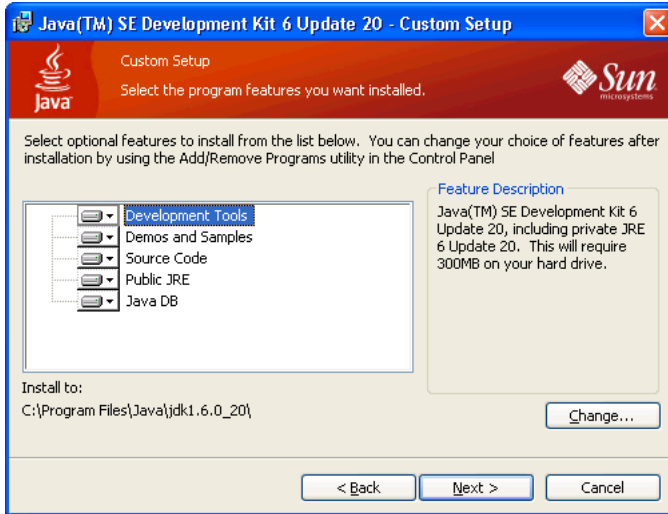 Java(TM) SE Development Kit 6 Update 20 - Custom Setup
Java
Custom Setup
Select the program features you want installed.
Sun
microsystems
Select optional features to install from the list below.  You can change your choice of features after
installation by using the Add/Remove Programs utility in the Control Panel
Development Tools
Demos and Samples
Source Code
Public JRE
Java DB
Feature Description
Java(TM) SE Development Kit 6
Update 20, including private JRE
6 Update 20.  This will require
300MB on your hard drive.
Install to:
C:\Program Files\Java\jdk1.6.0_20\
Change...
< Back
Next >
Cancel